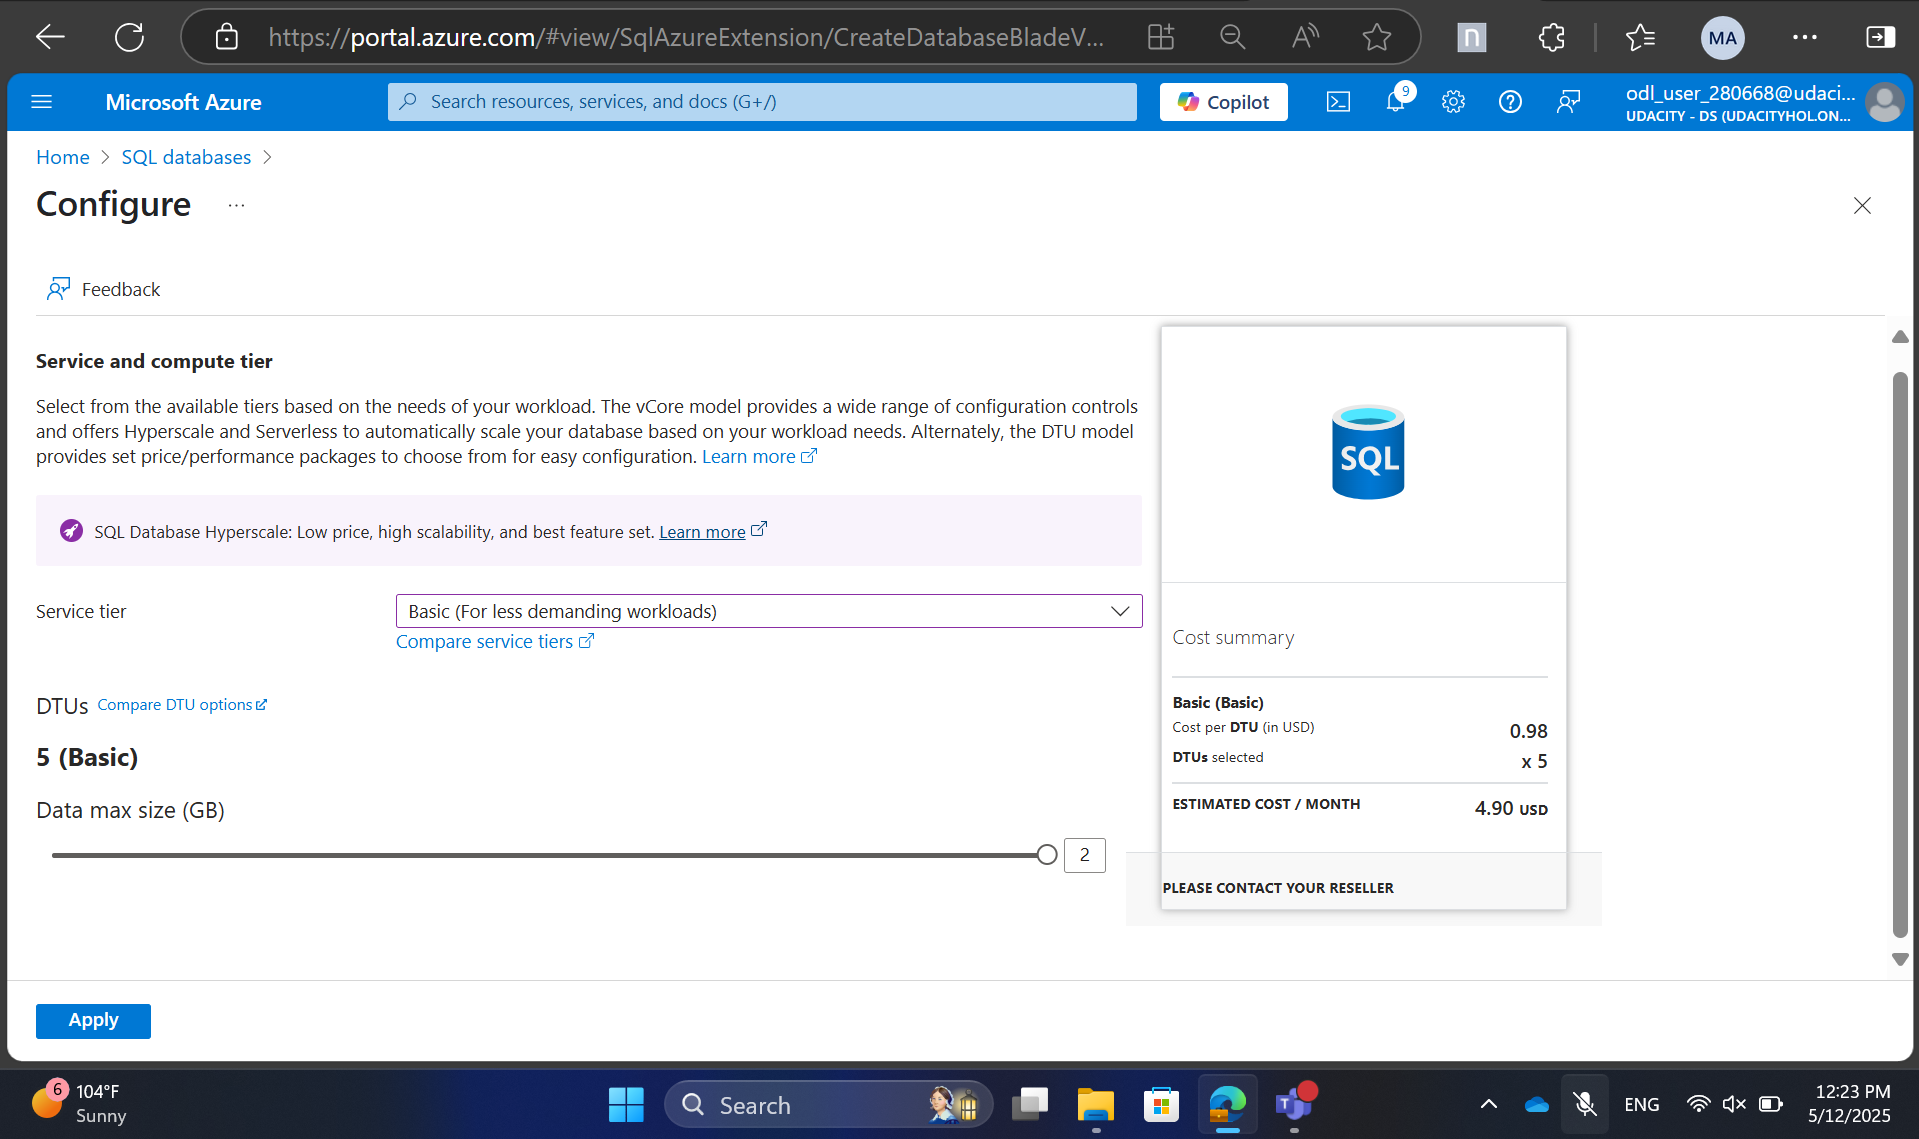 https://portal.azure.com/#view/SqlAzureExtension/CreateDatabaseBladeV...
MA
Microsoft Azure
Search resources, services, and docs (G+/)
Copilot
9
odl_user_280668@udaci...
UDACITY - DS (UDACITYHOL.ON...
Home > SQL databases >
Configure ...
Feedback
Service and compute tier
Select from the available tiers based on the needs of your workload. The vCore model provides a wide range of configuration controls
and offers Hyperscale and Serverless to automatically scale your database based on your workload needs. Alternately, the DTU model
provides set price/performance packages to choose from for easy configuration. Learn more
SQL Database Hyperscale: Low price, high scalability, and best feature set. Learn more
Service tier
Basic (For less demanding workloads)
Compare service tiers
DTUs Compare DTU options
5 (Basic)
Data max size (GB)
2
SQL
Cost summary
Basic (Basic)
Cost per DTU (in USD) 0.98
DTUs selected x 5
ESTIMATED COST / MONTH 4.90 USD
PLEASE CONTACT YOUR RESELLER
Apply
6
104°F
Sunny
Search
T
ENG
12:23 PM
5/12/2025